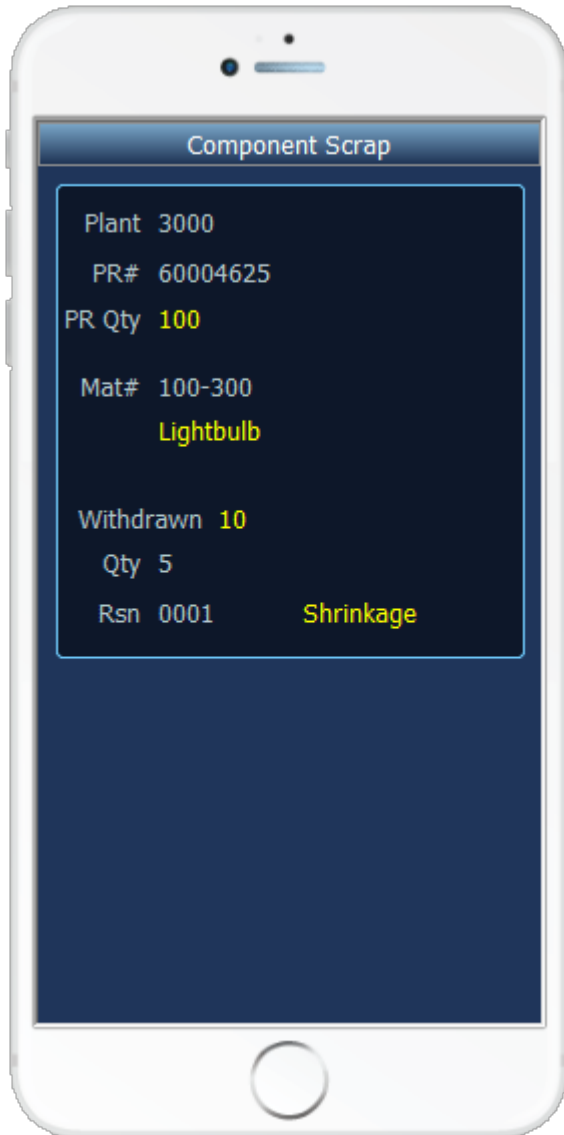 Component Scrap
Plant 3000
PR# 60004625
PR Qty 100
Mat# 100-300
Lightbulb
Withdrawn 10
Qty 5
Rsn 0001 Shrinkage